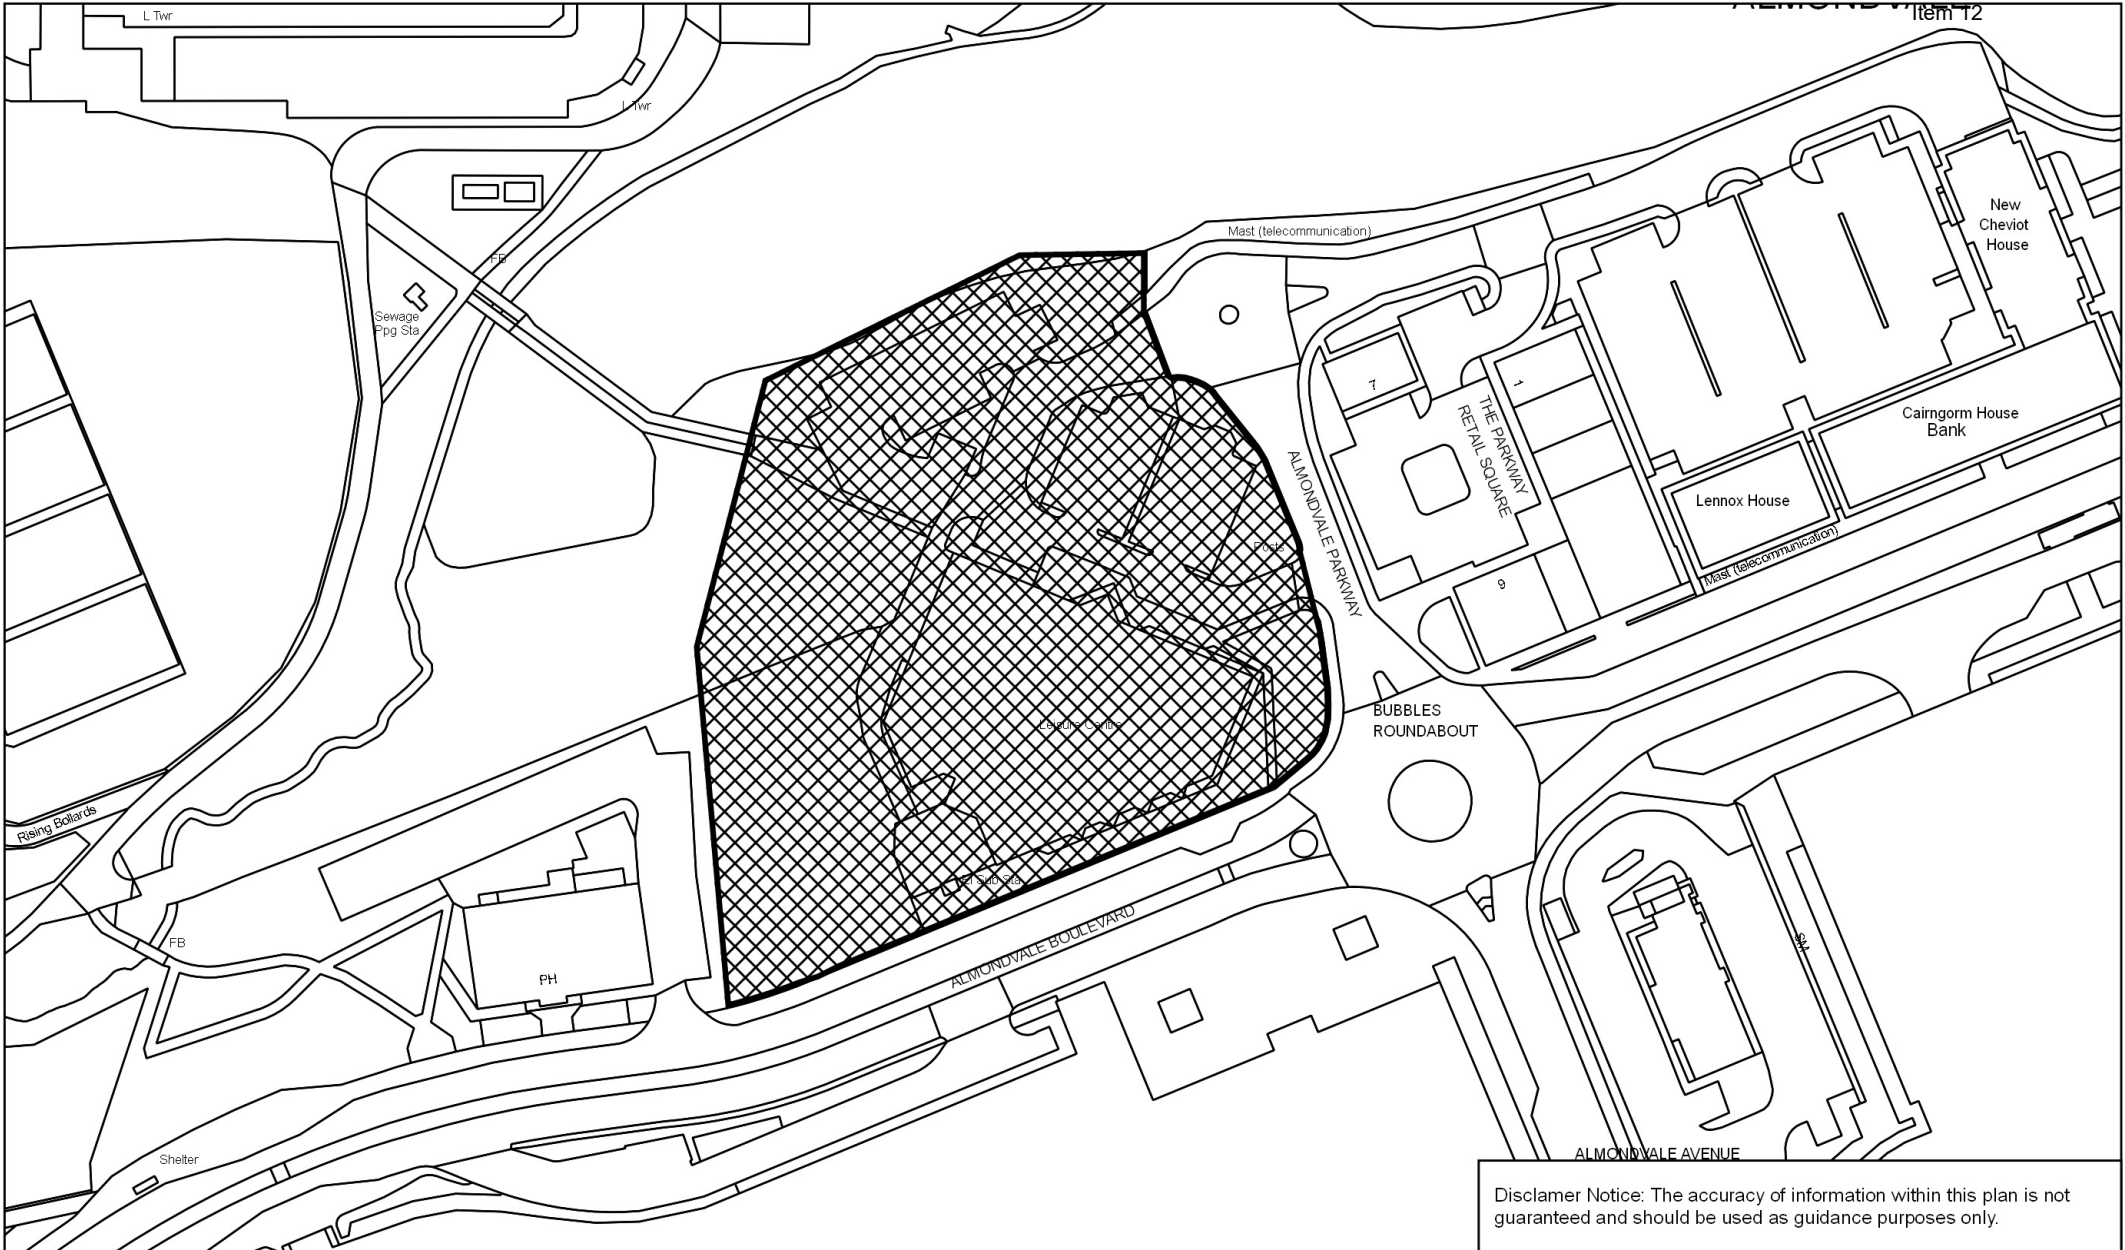 ALMONDVALE
Item 12
L Twr
L Twr
FB
Sewage
Ppg Sta
Mast (telecommunication)
New
Cheviot
House
7
1
THE PARKWAY
RETAIL SQUARE
Cairngorm House
Bank
Lennox House
Mast (telecommunication)
ALMONDVALE PARKWAY
Posts
9
BUBBLES
ROUNDABOUT
Leisure Centre
El Sub Sta
Rising Bollards
FB
PH
ALMONDVALE BOULEVARD
SM
Shelter
ALMONDVALE AVENUE
Disclamer Notice: The accuracy of information within this plan is not
guaranteed and should be used as guidance purposes only.